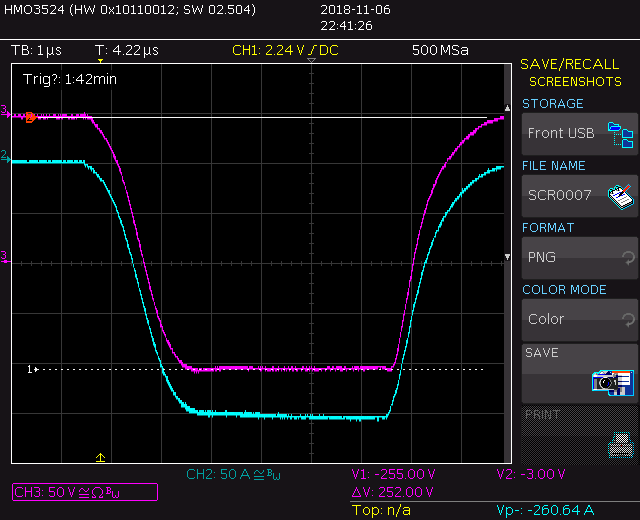 HMO3524 (HW 0x10110012; SW 02.504)
2018-11-06
22:41:26
TB: 1µs
T: 4.22µs
CH1: 2.24 V / DC
500MSa
Trig?: 1:42min
2
1
SAVE/RECALL
SCREENSHOTS
STORAGE
Front USB
FILE NAME
SCR0007
FORMAT
PNG
COLOR MODE
Color
SAVE
PRINT
CH2: 50 A ≅ BW
V1: -255.00 V
V2: -3.00 V
CH3: 50 V ≅ Ω BW
ΔV: 252.00 V
Top: n/a
Vp-: -260.64 A